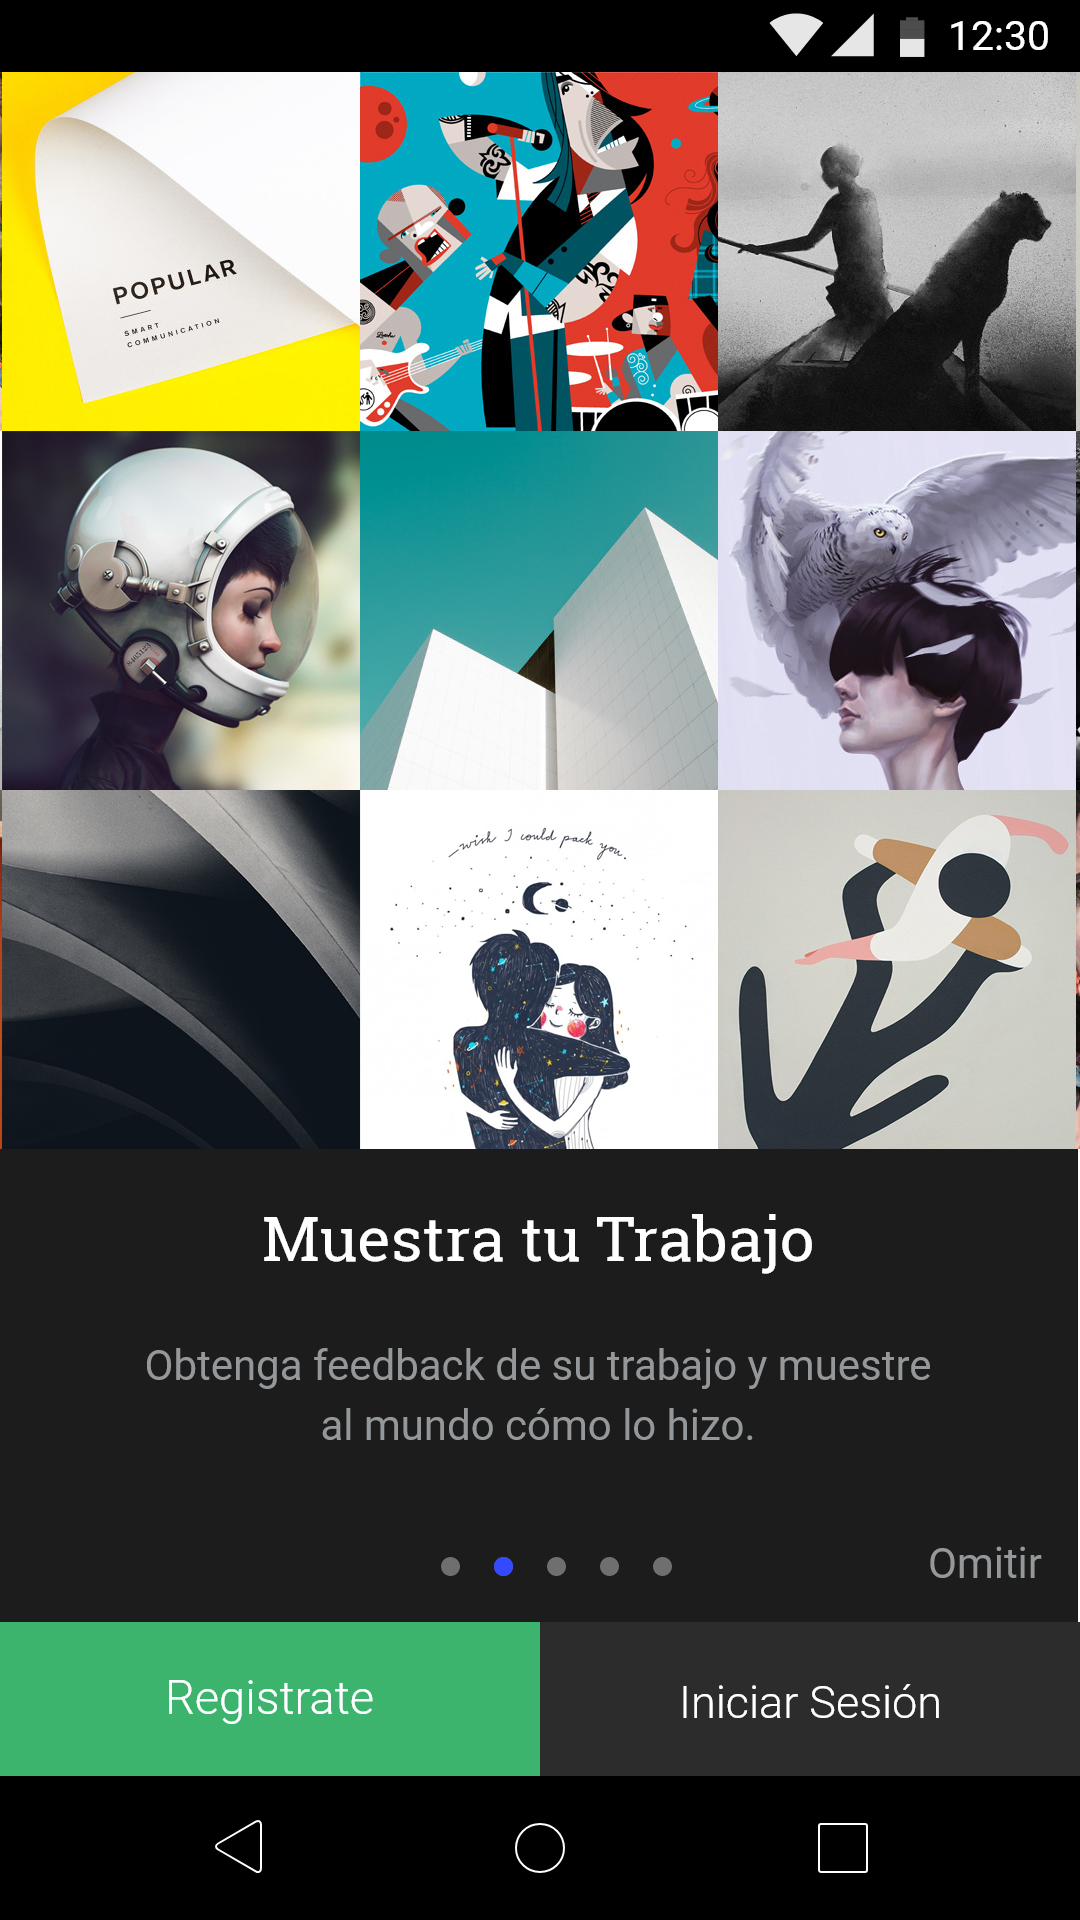 12:30
POPULAR
SMART
COMMUNICATION
wish I could pack you.
Muestra tu Trabajo
Obtenga feedback de su trabajo y muestre
al mundo cómo lo hizo.
Omitir
Registrate
Iniciar Sesión